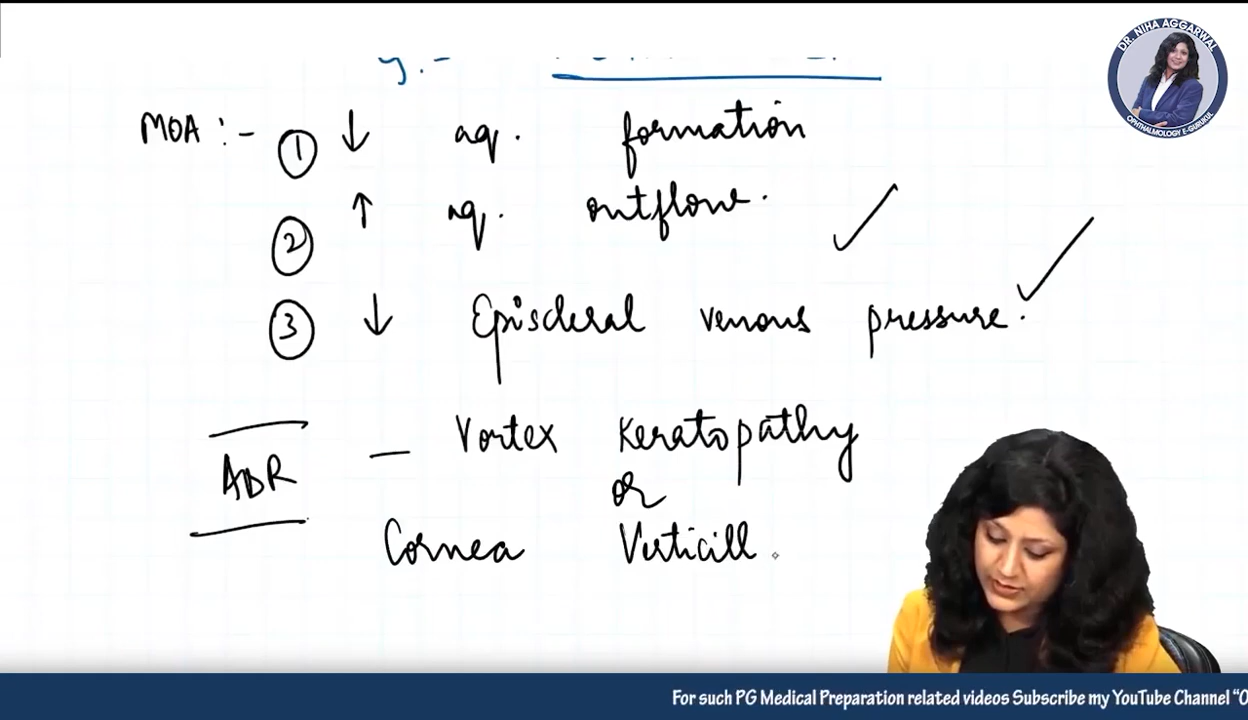 MOA :- ① ↓ aq. formation
② ↑ aq. outflow.
③ ↓ Episcleral venous pressure.
ADR — Vortex Keratopathy
or
Cornea Verticill
DR. NIHA AGGARWAL
OPHTHALMOLOGY E-GURUKUL
For such PG Medical Preparation related videos Subscribe my YouTube Channel “O